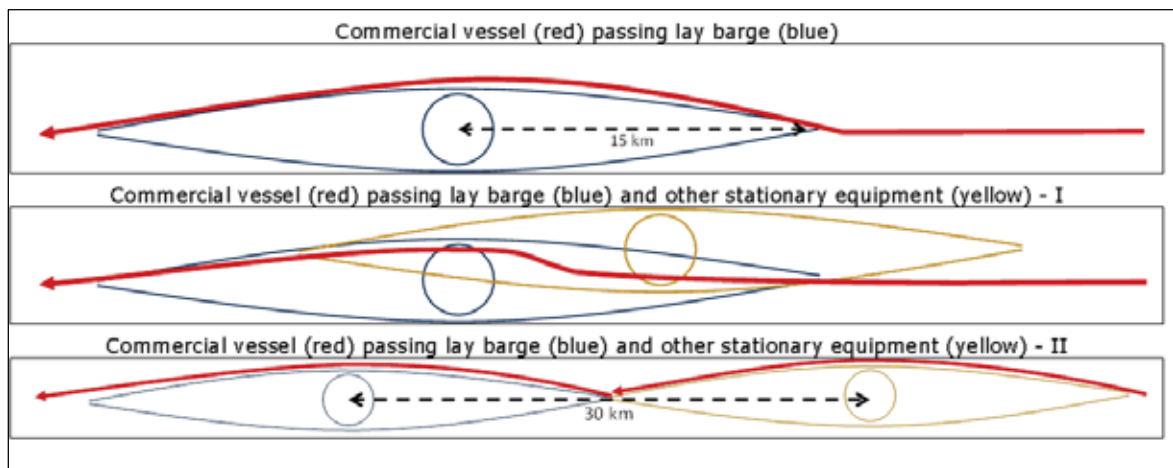 Commercial vessel (red) passing lay barge (blue)
15 km
Commercial vessel (red) passing lay barge (blue) and other stationary equipment (yellow) - I
Commercial vessel (red) passing lay barge (blue) and other stationary equipment (yellow) - II
30 km